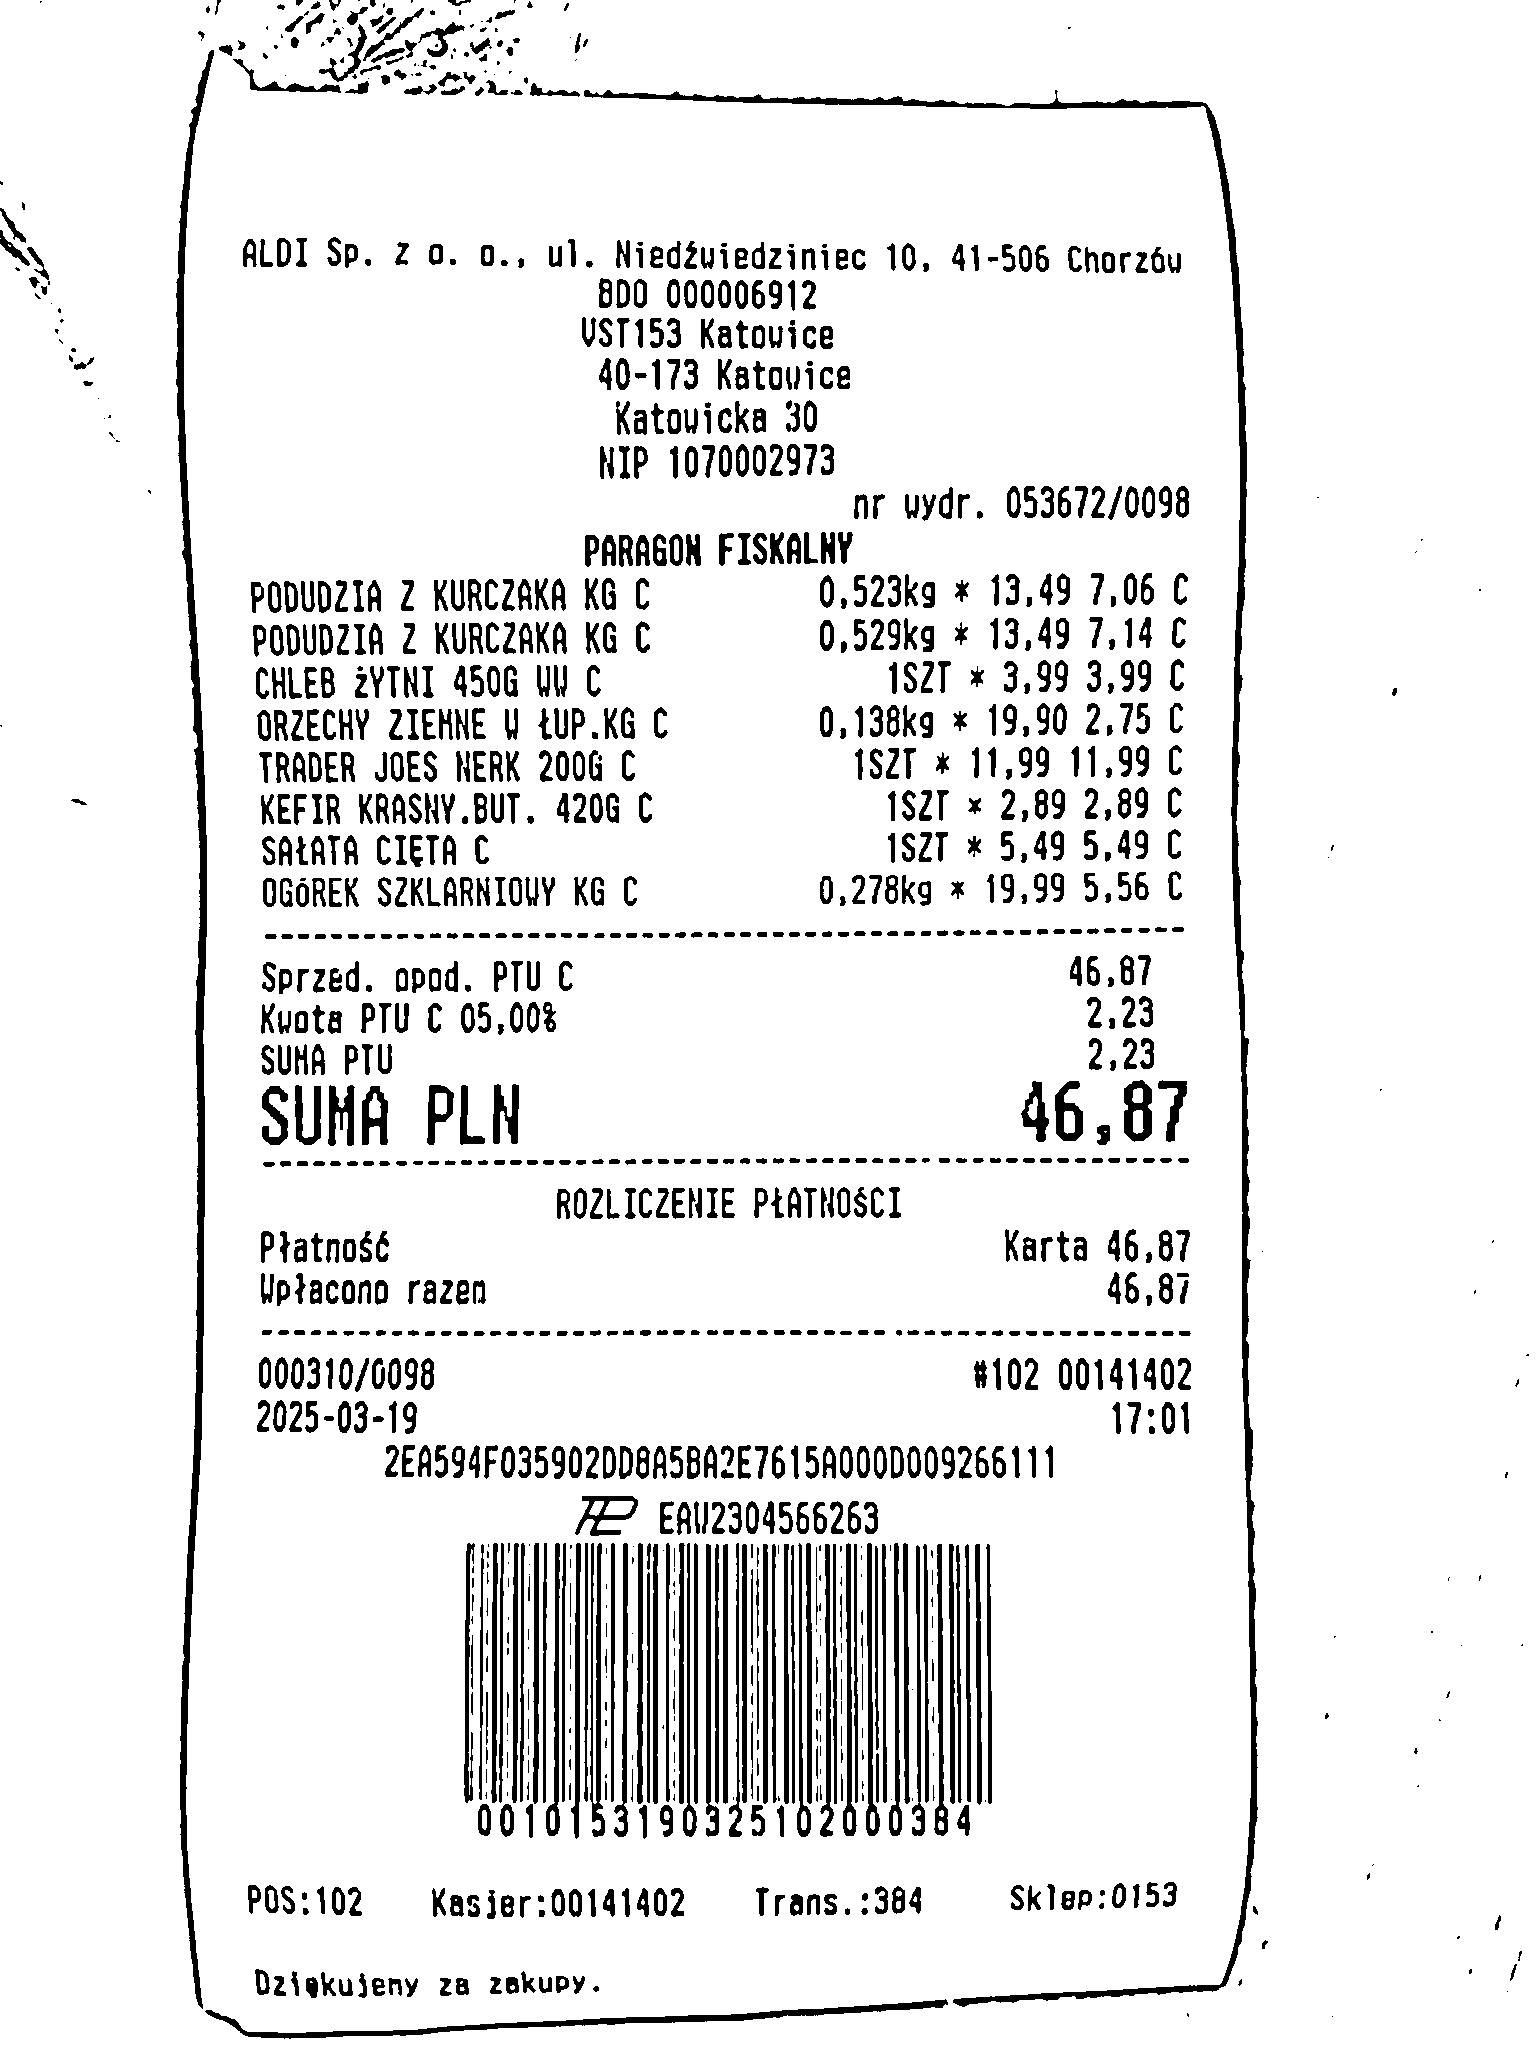 ALDI Sp. z o. o., ul. Niedźwiedziniec 10, 41-506 Chorzów
BDO 000006912
VST153 Katowice
40-173 Katowice
Katowicka 30
NIP 1070002973
nr wydr. 053672/0098
PARAGON FISKALNY
PODUDZIA Z KURCZAKA KG C 0,523kg * 13,49 7,06 C
PODUDZIA Z KURCZAKA KG C 0,529kg * 13,49 7,14 C
CHLEB ŻYTNI 450G WW C 1SZT * 3,99 3,99 C
ORZECHY ZIEMNE W ŁUP.KG C 0,138kg * 19,90 2,75 C
TRADER JOES NERK 200G C 1SZT * 11,99 11,99 C
KEFIR KRASNY.BUT. 420G C 1SZT * 2,89 2,89 C
SAŁATA CIĘTA C 1SZT * 5,49 5,49 C
OGÓREK SZKLARNIOWY KG C 0,278kg * 19,99 5,56 C
Sprzed. opod. PTU C 46,87
Kwota PTU C 05,00% 2,23
SUMA PTU 2,23
SUMA PLN 46,87
ROZLICZENIE PŁATNOŚCI
Płatność Karta 46,87
Wpłacono razem 46,87
000310/0098 #102 00141402
2025-03-19 17:01
2EA594F035902DD8A5BA2E7615A000D009266111
EAW2304566263
0010153190325102000384
POS:102 Kasjer:00141402 Trans.:384 Sklep:0153
Dziękujemy za zakupy.